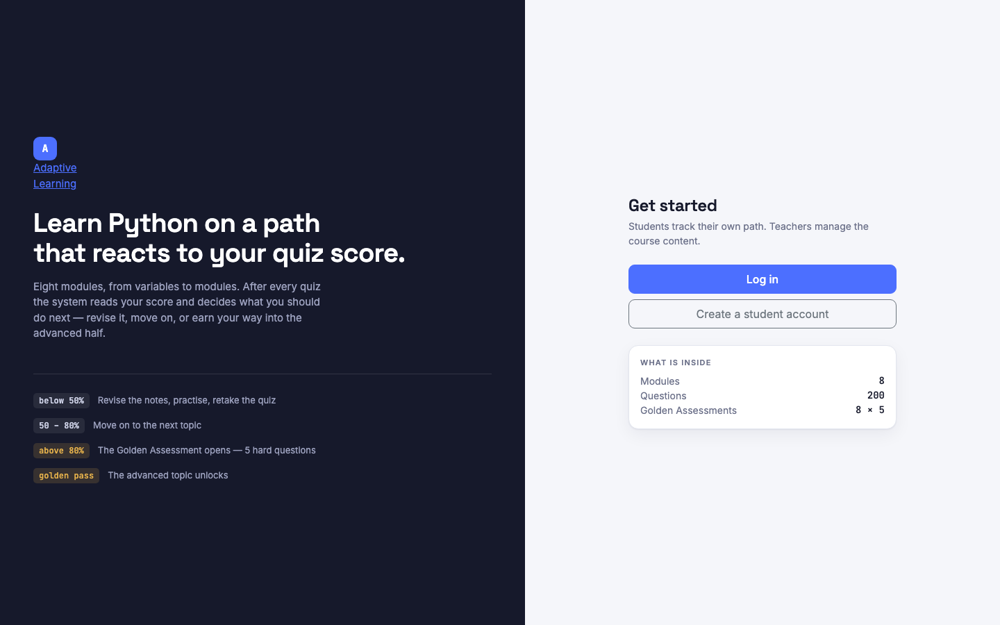 A
Adaptive
Learning
Learn Python on a path
that reacts to your quiz score.
Eight modules, from variables to modules. After every quiz
the system reads your score and decides what you should
do next — revise it, move on, or earn your way into the
advanced half.
below 50% Revise the notes, practise, retake the quiz
50 – 80% Move on to the next topic
above 80% The Golden Assessment opens — 5 hard questions
golden pass The advanced topic unlocks
Get started
Students track their own path. Teachers manage the
course content.
Log in
Create a student account
WHAT IS INSIDE
Modules 8
Questions 200
Golden Assessments 8 × 5